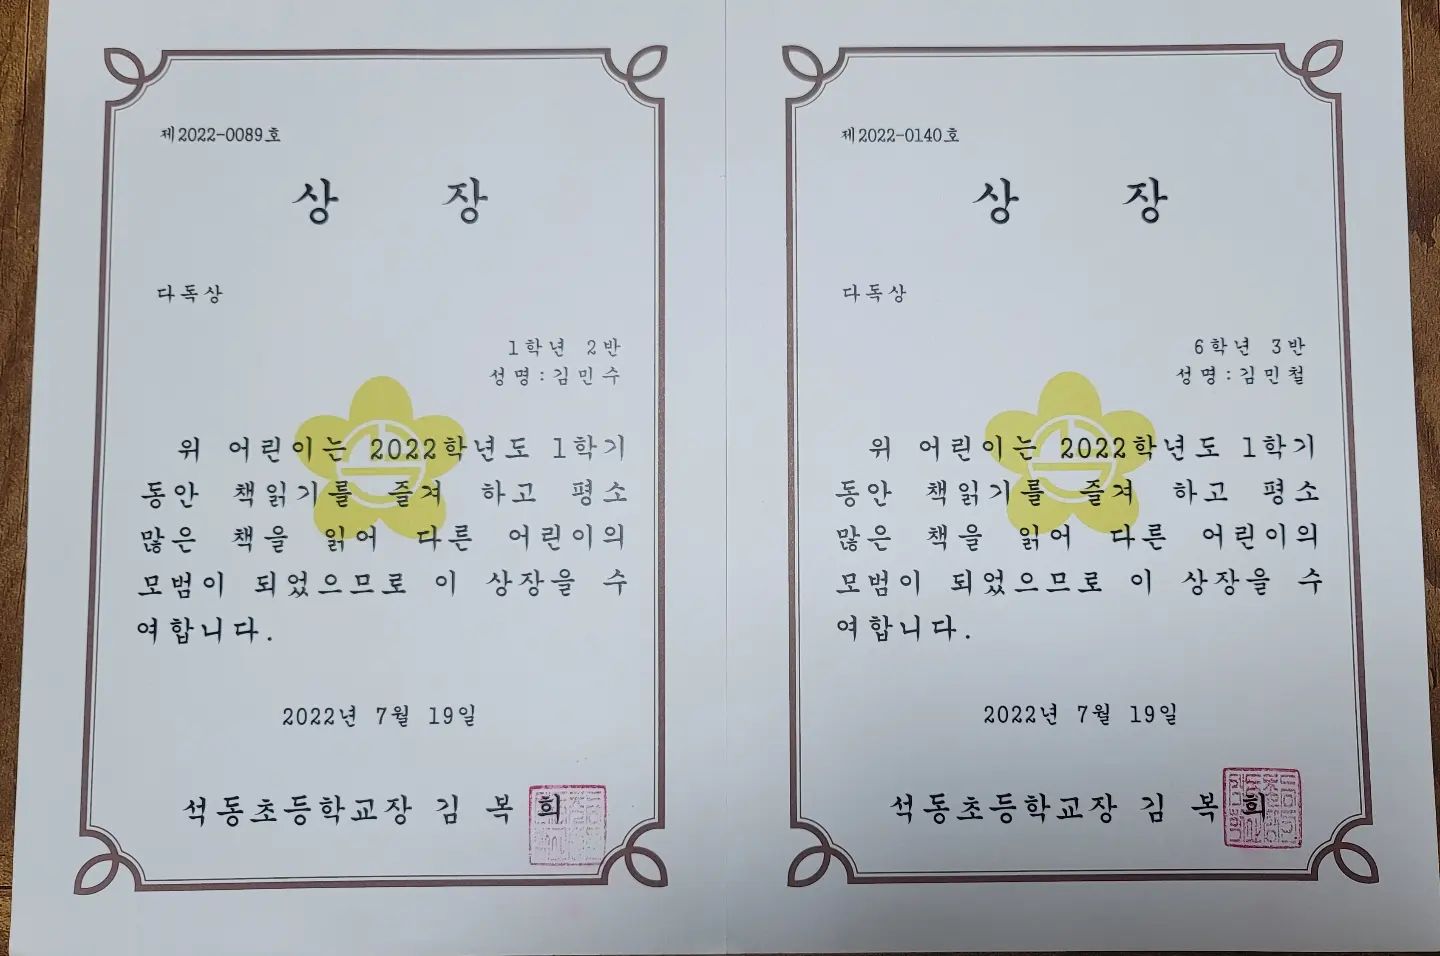 제2022-0089호
상 장
다독상
1학년 2반
성명:김민수
위 어린이는 2022학년도 1학기
동안 책읽기를 즐겨 하고 평소
많은 책을 읽어 다른 어린이의
모범이 되었으므로 이 상장을 수
여합니다.
2022년 7월 19일
석동초등학교장 김 복 희
제2022-0140호
상 장
다독상
6학년 3반
성명:김민철
위 어린이는 2022학년도 1학기
동안 책읽기를 즐겨 하고 평소
많은 책을 읽어 다른 어린이의
모범이 되었으므로 이 상장을 수
여합니다.
2022년 7월 19일
석동초등학교장 김 복 희